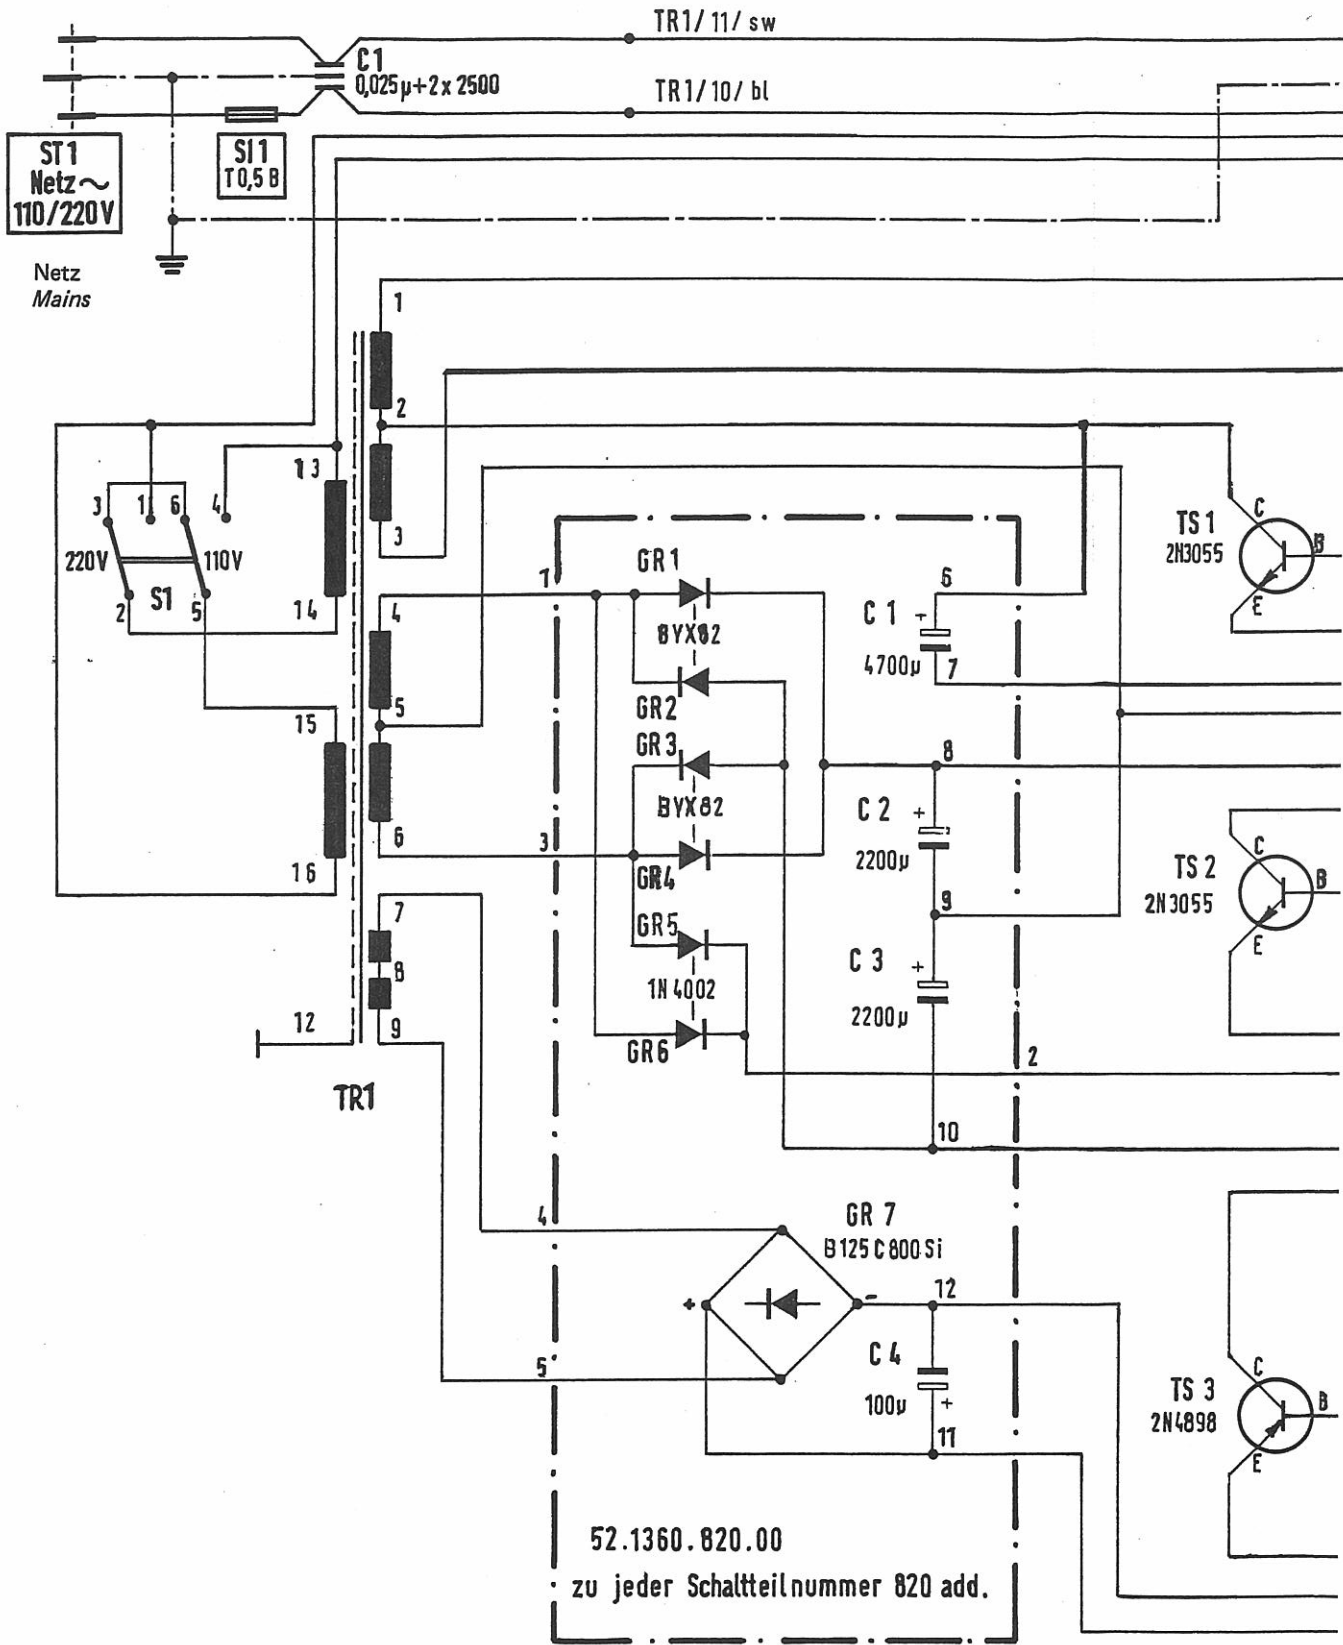 TR1/11/sw
C1
0,025µ+2x2500
TR1/10/bl
ST1
Netz~
110/220V
SI1
T0,5B
Netz
Mains
1
2
13
3
3
1
6
4
220V
110V
S1
2
5
14
TS1
2N3055
C
B
E
1
GR1
4
BYX82
6
C1
+
4700µ
7
GR2
5
15
GR3
8
BYX82
C2
+
2200µ
6
3
GR4
16
TS2
2N3055
C
B
E
7
GR5
9
8
1N4002
C3
+
2200µ
12
9
GR6
2
TR1
10
4
GR7
B125C800Si
+
-
12
5
C4
100µ
+
11
TS3
2N4898
C
B
E
52.1360.820.00
zu jeder Schaltteilnummer 820 add.